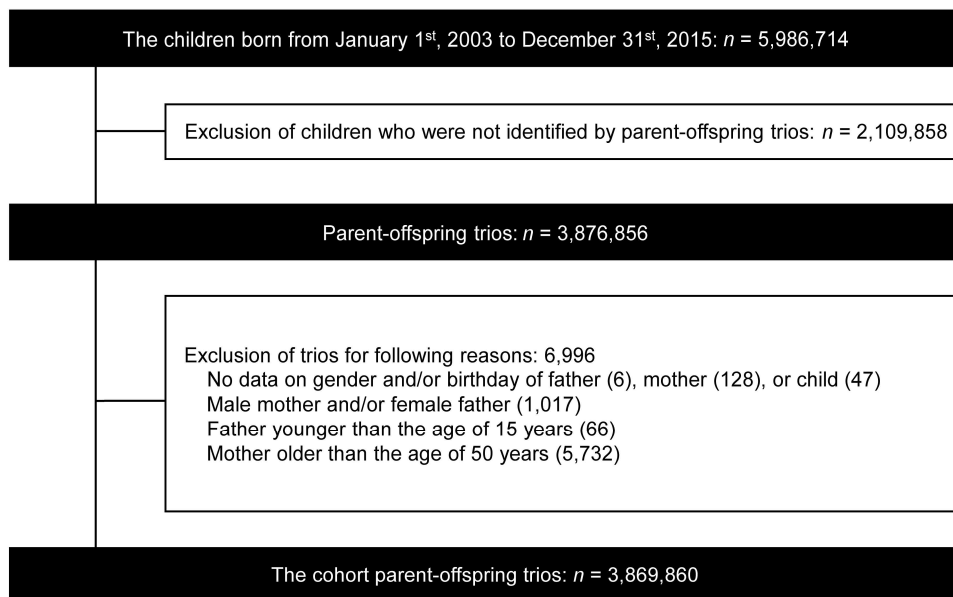 The children born from January 1st, 2003 to December 31st, 2015: n = 5,986,714
Exclusion of children who were not identified by parent-offspring trios: n = 2,109,858
Parent-offspring trios: n = 3,876,856
Exclusion of trios for following reasons: 6,996
No data on gender and/or birthday of father (6), mother (128), or child (47)
Male mother and/or female father (1,017)
Father younger than the age of 15 years (66)
Mother older than the age of 50 years (5,732)
The cohort parent-offspring trios: n = 3,869,860